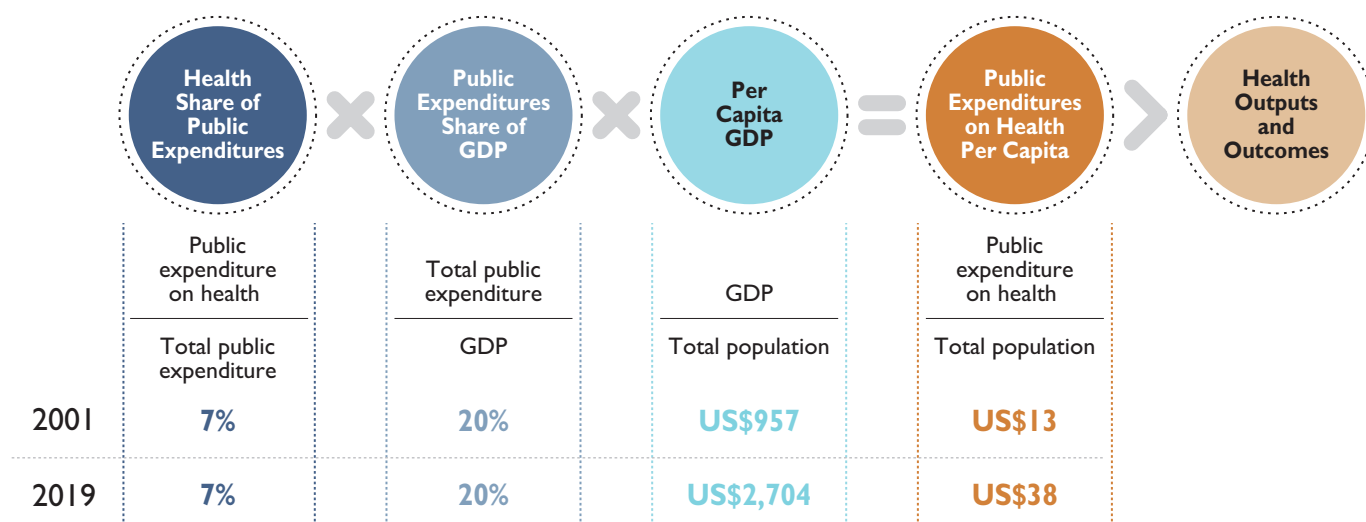 Health
Share of
Public
Expenditures
Public
Expenditures
Share of
GDP
Per
Capita
GDP
Public
Expenditures
on Health
Per Capita
Health
Outputs
and
Outcomes
Public
expenditure
on health
Total public
expenditure
Total public
expenditure
GDP
GDP
Total population
Public
expenditure
on health
Total population
2001 7% 20% US$957 US$13
2019 7% 20% US$2,704 US$38